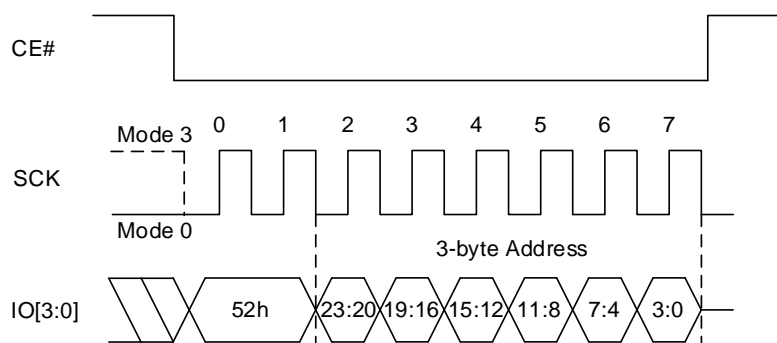 CE#
0 1 2 3 4 5 6 7
Mode 3
SCK
Mode 0
3-byte Address
IO[3:0]
52h 23:20 19:16 15:12 11:8 7:4 3:0